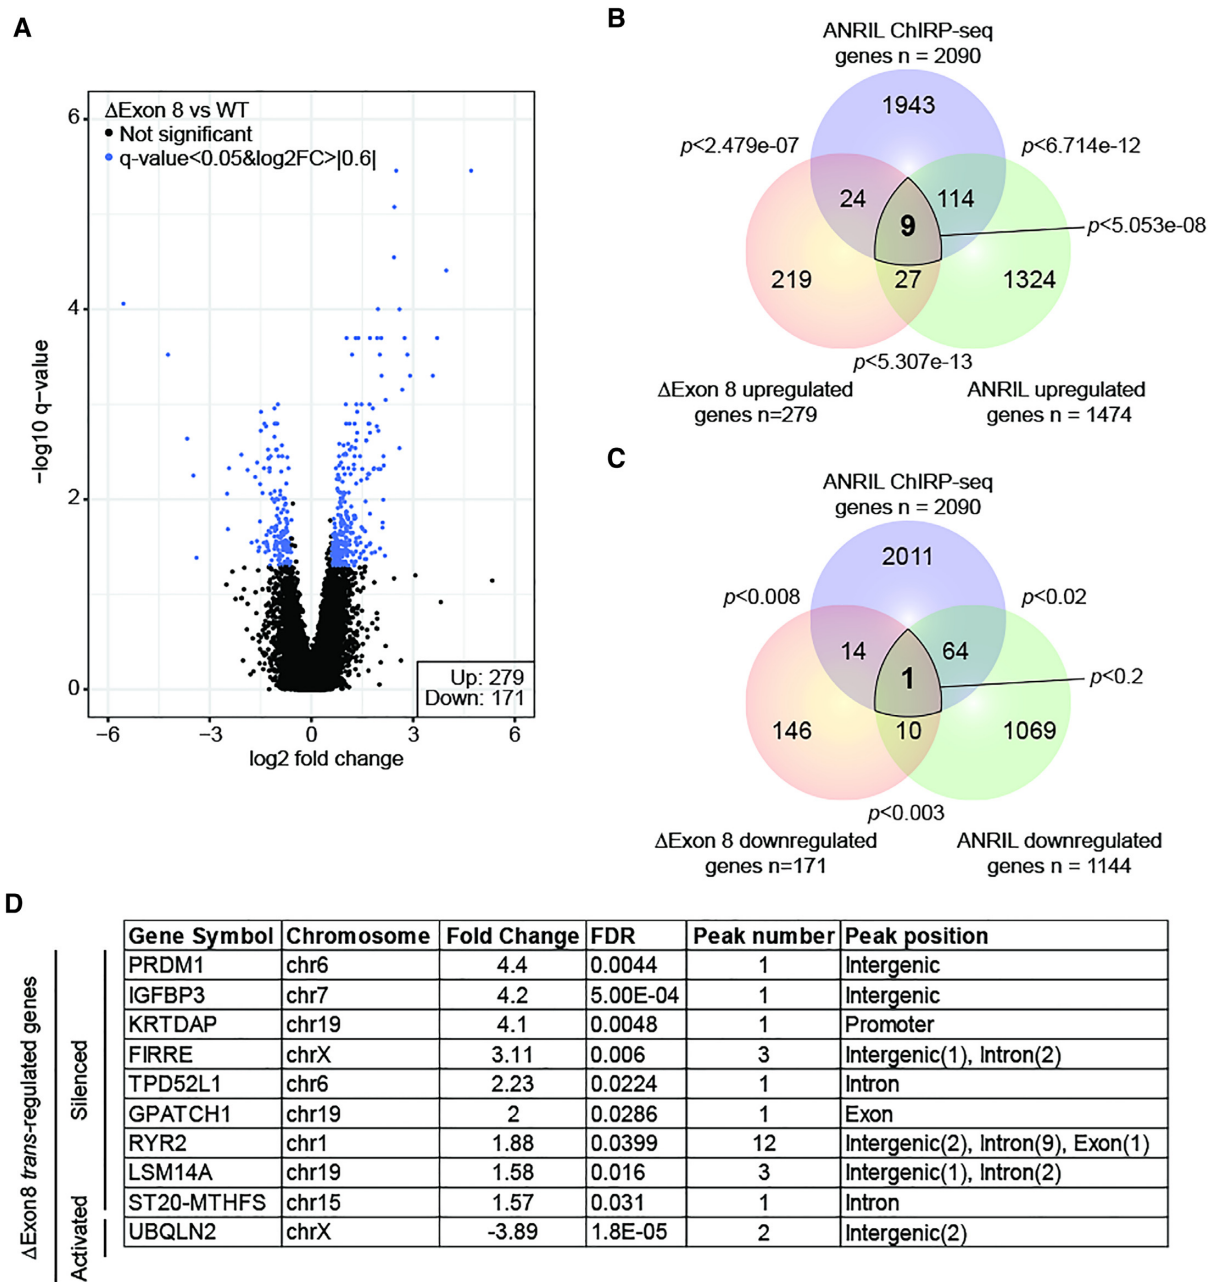 A
ΔExon 8 vs WT
Not significant
q-value<0.05&log2FC>|0.6|
6
4
2
0
−log10 q−value
Up: 279
Down: 171
−6
−3
0
3
6
log2 fold change
B
ANRIL ChIRP-seq
genes n = 2090
1943
p<2.479e-07
p<6.714e-12
24
114
9
p<5.053e-08
219
27
1324
p<5.307e-13
ΔExon 8 upregulated
genes n=279
ANRIL upregulated
genes n = 1474
C
ANRIL ChIRP-seq
genes n = 2090
2011
p<0.008
p<0.02
14
64
1
p<0.2
146
10
1069
p<0.003
ΔExon 8 downregulated
genes n=171
ANRIL downregulated
genes n = 1144
D
ΔExon8 trans-regulated genes
Silenced
Activated
Gene Symbol Chromosome Fold Change FDR Peak number Peak position
PRDM1 chr6 4.4 0.0044 1 Intergenic
IGFBP3 chr7 4.2 5.00E-04 1 Intergenic
KRTDAP chr19 4.1 0.0048 1 Promoter
FIRRE chrX 3.11 0.006 3 Intergenic(1), Intron(2)
TPD52L1 chr6 2.23 0.0224 1 Intron
GPATCH1 chr19 2 0.0286 1 Exon
RYR2 chr1 1.88 0.0399 12 Intergenic(2), Intron(9), Exon(1)
LSM14A chr19 1.58 0.016 3 Intergenic(1), Intron(2)
ST20-MTHFS chr15 1.57 0.031 1 Intron
UBQLN2 chrX -3.89 1.8E-05 2 Intergenic(2)